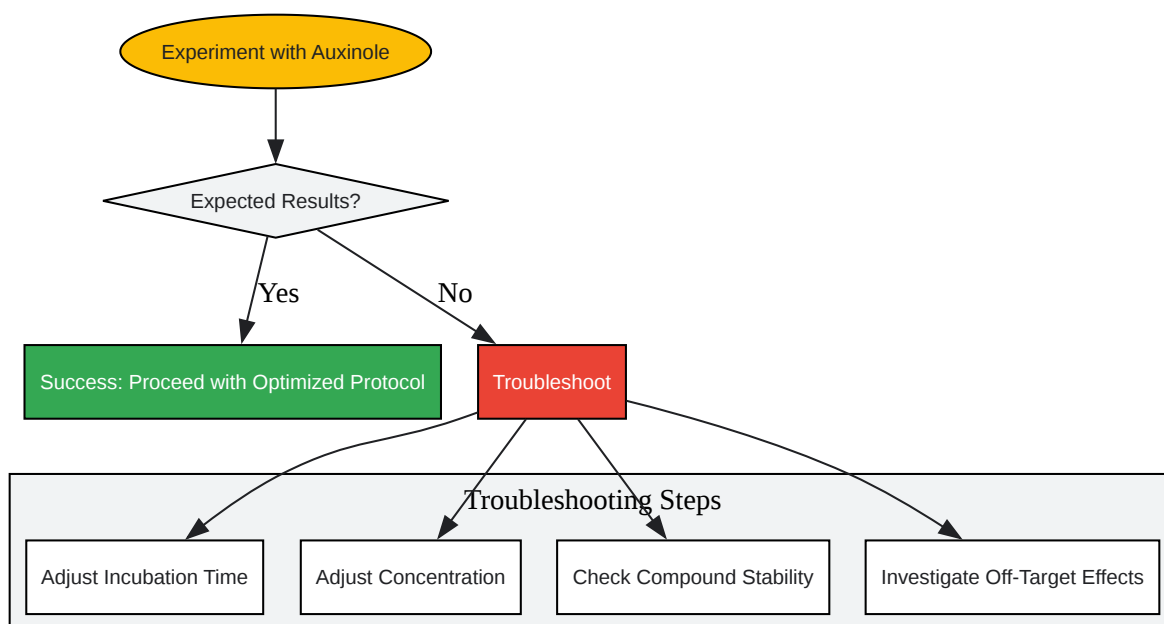 Experiment with Auxinole
Expected Results?
Yes
No
Success: Proceed with Optimized Protocol
Troubleshoot
Troubleshooting Steps
Adjust Incubation Time
Adjust Concentration
Check Compound Stability
Investigate Off-Target Effects